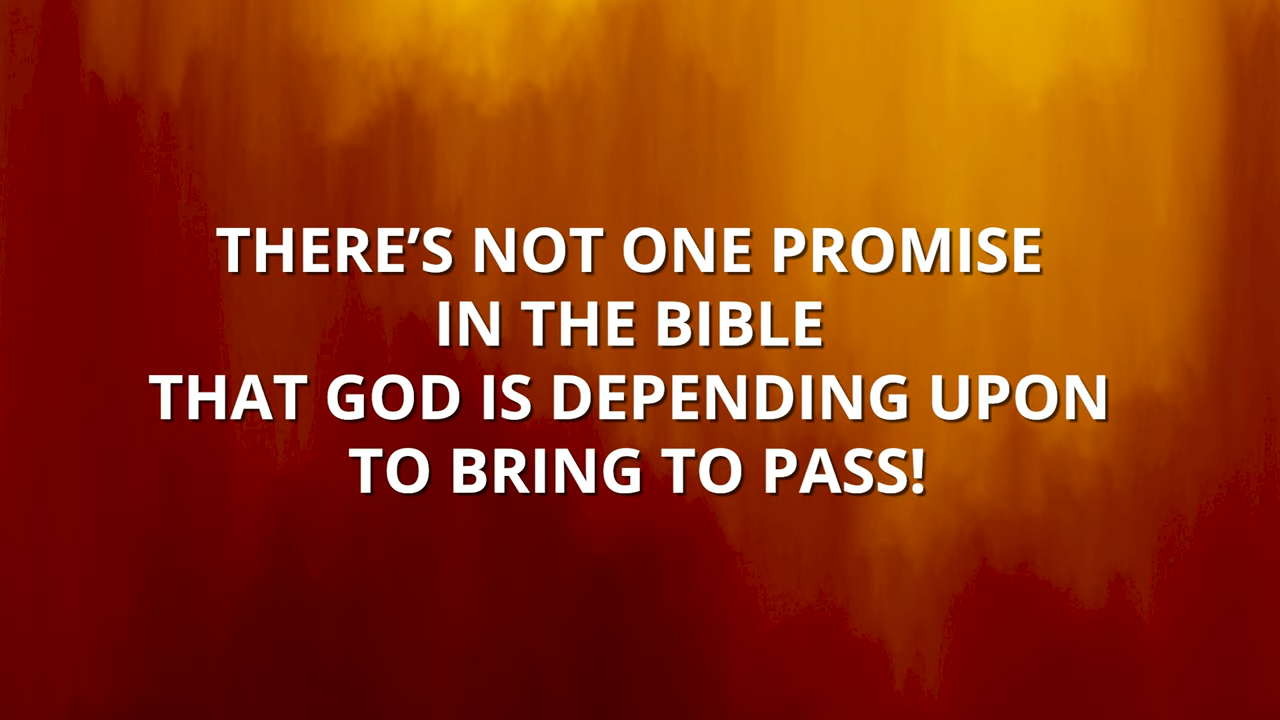 THERE’S NOT ONE PROMISE
IN THE BIBLE
THAT GOD IS DEPENDING UPON
TO BRING TO PASS!